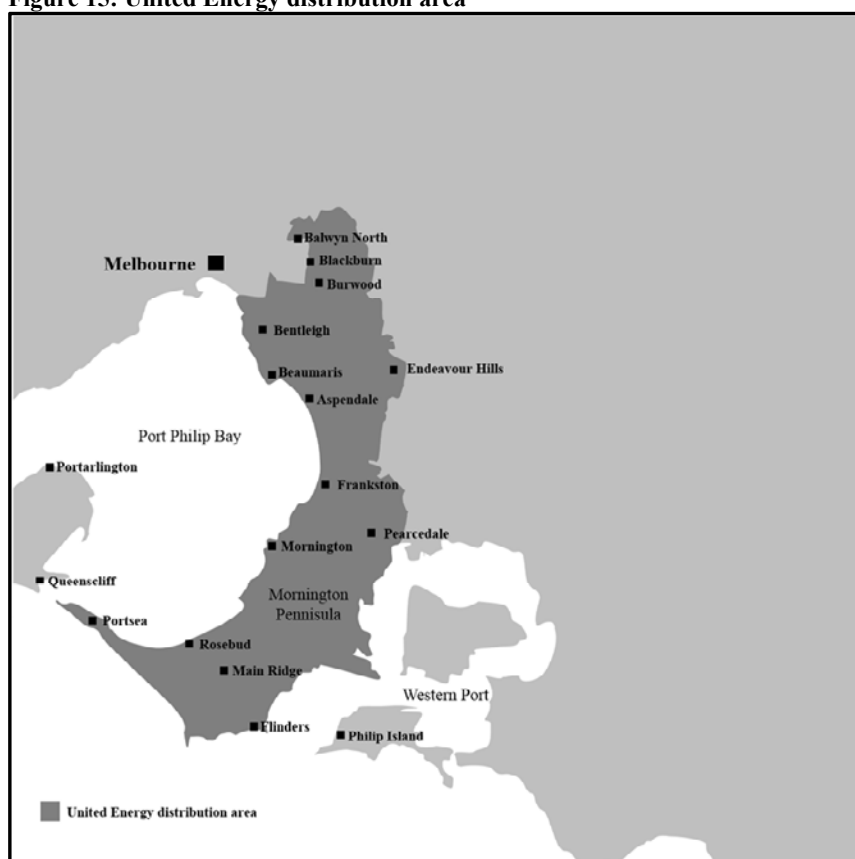 Figure 13: United Energy distribution area
Balwyn North
Melbourne
Blackburn
Burwood
Bentleigh
Endeavour Hills
Beaumaris
Aspendale
Port Philip Bay
Portarlington
Frankston
Pearcedale
Mornington
Queenscliff
Mornington
Pennisula
Portsea
Rosebud
Main Ridge
Western Port
Flinders
Philip Island
United Energy distribution area